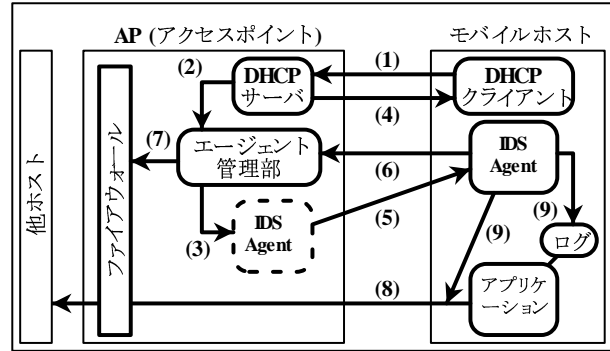 AP (アクセスポイント)
モバイルホスト
(2)
DHCP
サーバ
(1)
(4)
DHCP
クライアント
(7)
エージェント
管理部
(6)
IDS
Agent
(3)
IDS
Agent
(5)
(9)
(9)
ログ
他ホスト
ファイアウォール
(8)
アプリケ
ーション